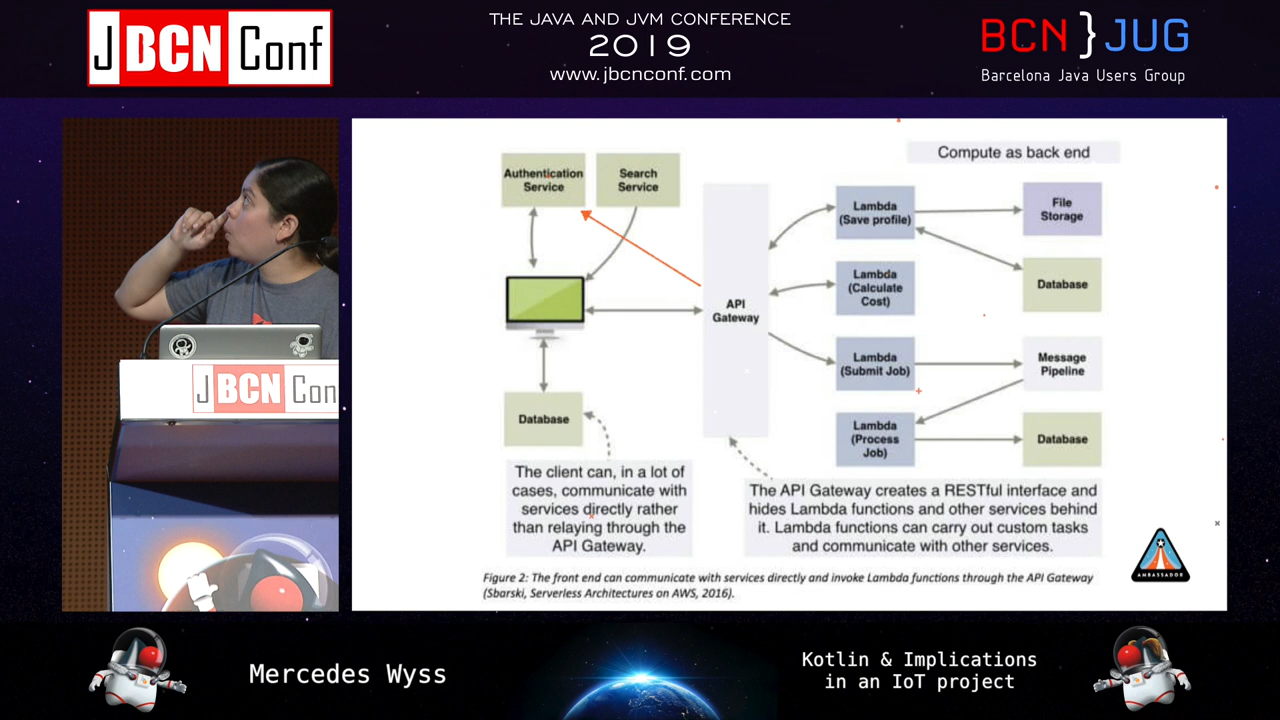 J BCN Conf
THE JAVA AND JVM CONFERENCE
2019
www.jbcnconf.com
BCN } JUG
Barcelona Java Users Group
J BCN Con
Compute as back end
Authentication
Service
Search
Service
API
Gateway
Lambda
(Save profile)
File
Storage
Lambda
(Calculate
Cost)
Database
Lambda
(Submit Job)
Message
Pipeline
Database
Lambda
(Process
Job)
Database
The client can, in a lot of
cases, communicate with
services directly rather
than relaying through the
API Gateway.
The API Gateway creates a RESTful interface and
hides Lambda functions and other services behind
it. Lambda functions can carry out custom tasks
and communicate with other services.
AMBASSADOR
Figure 2: The front end can communicate with services directly and invoke Lambda functions through the API Gateway
(Sbarski, Serverless Architectures on AWS, 2016).
Mercedes Wyss
Kotlin & Implications
in an IoT project